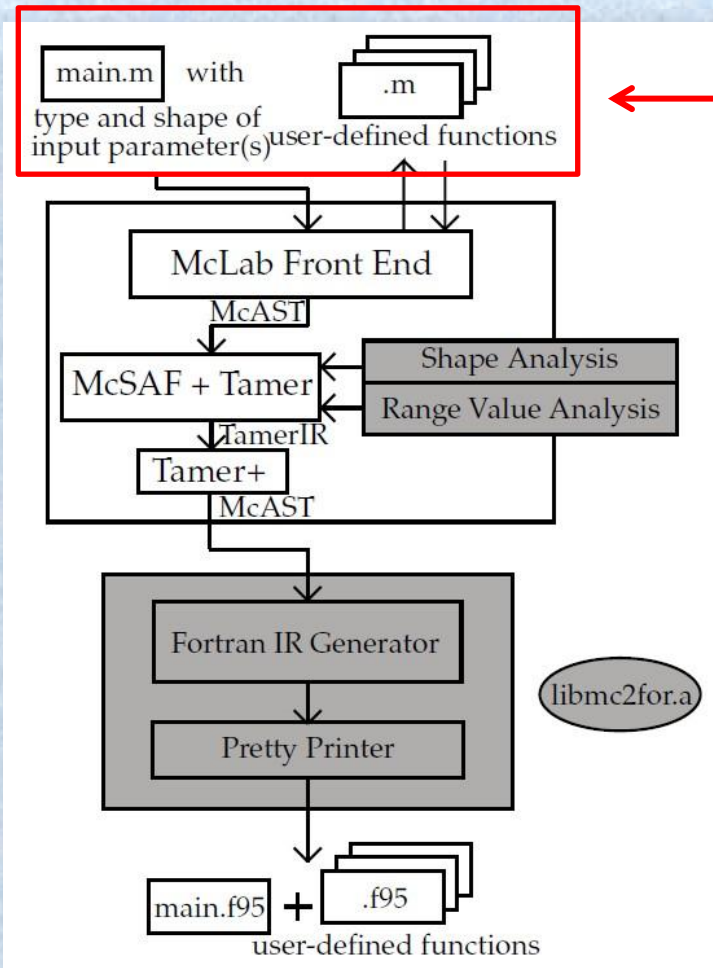 main.m with
type and shape of
input parameter(s)
.m
user-defined functions
McLab Front End
McAST
McSAF + Tamer
Shape Analysis
Range Value Analysis
TamerIR
Tamer+
McAST
Fortran IR Generator
Pretty Printer
libmc2for.a
main.f95 + .f95
user-defined functions